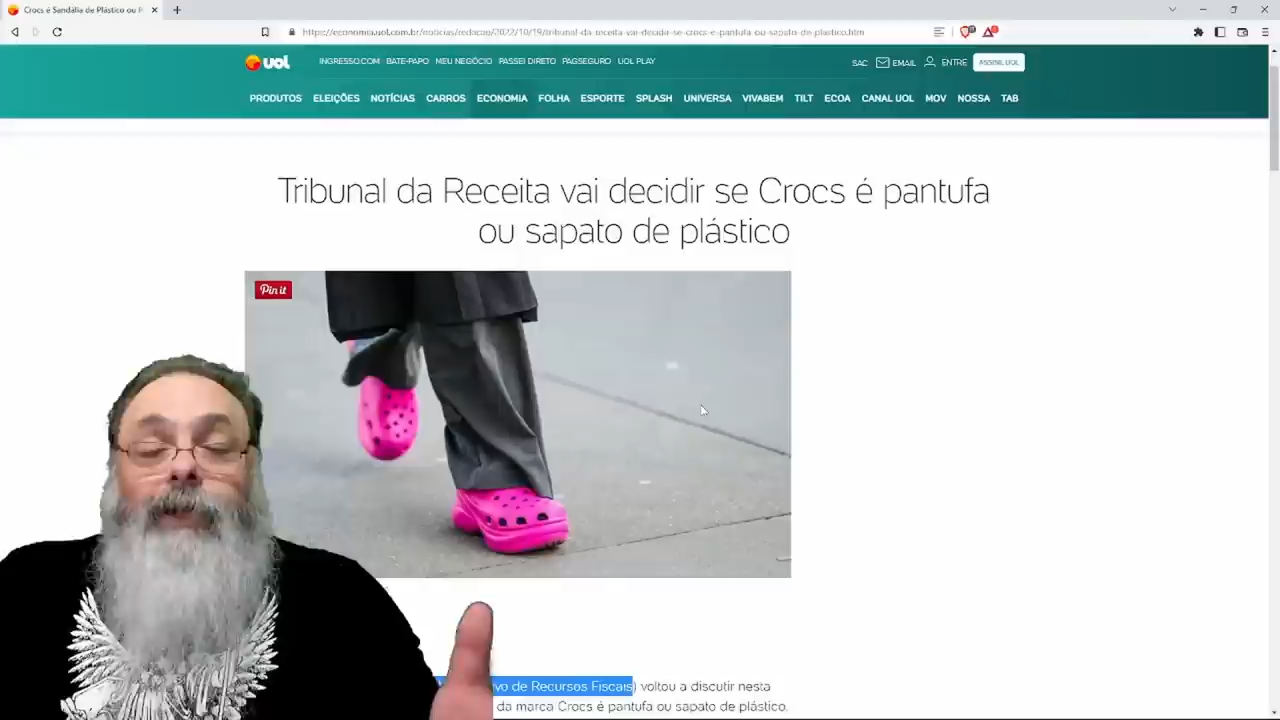 Crocs é Sandália de Plástico ou P
https://economia.uol.com.br/noticias/redacao/2022/10/19/tribunal-da-receita-vai-decidir-se-crocs-e-pantufa-ou-sapato-de-plastico.htm
UOL
INGRESSO.COM BATE-PAPO MEU NEGÓCIO PASSEI DIRETO PAGSEGURO UOL PLAY
SAC EMAIL ENTRE ASSINE UOL
PRODUTOS ELEIÇÕES NOTÍCIAS CARROS ECONOMIA FOLHA ESPORTE SPLASH UNIVERSA VIVABEM TILT ECOA CANAL UOL MOV NOSSA TAB
Tribunal da Receita vai decidir se Crocs é pantufa
ou sapato de plástico
Pin it
vo de Recursos Fiscais) voltou a discutir nesta
da marca Crocs é pantufa ou sapato de plástico.